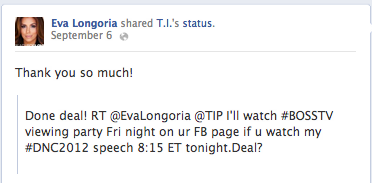 Eva Longoria shared T.I.'s status.
September 6
Thank you so much!
Done deal! RT @EvaLongoria @TIP I'll watch #BOSSTV
viewing party Fri night on ur FB page if u watch my
#DNC2012 speech 8:15 ET tonight.Deal?